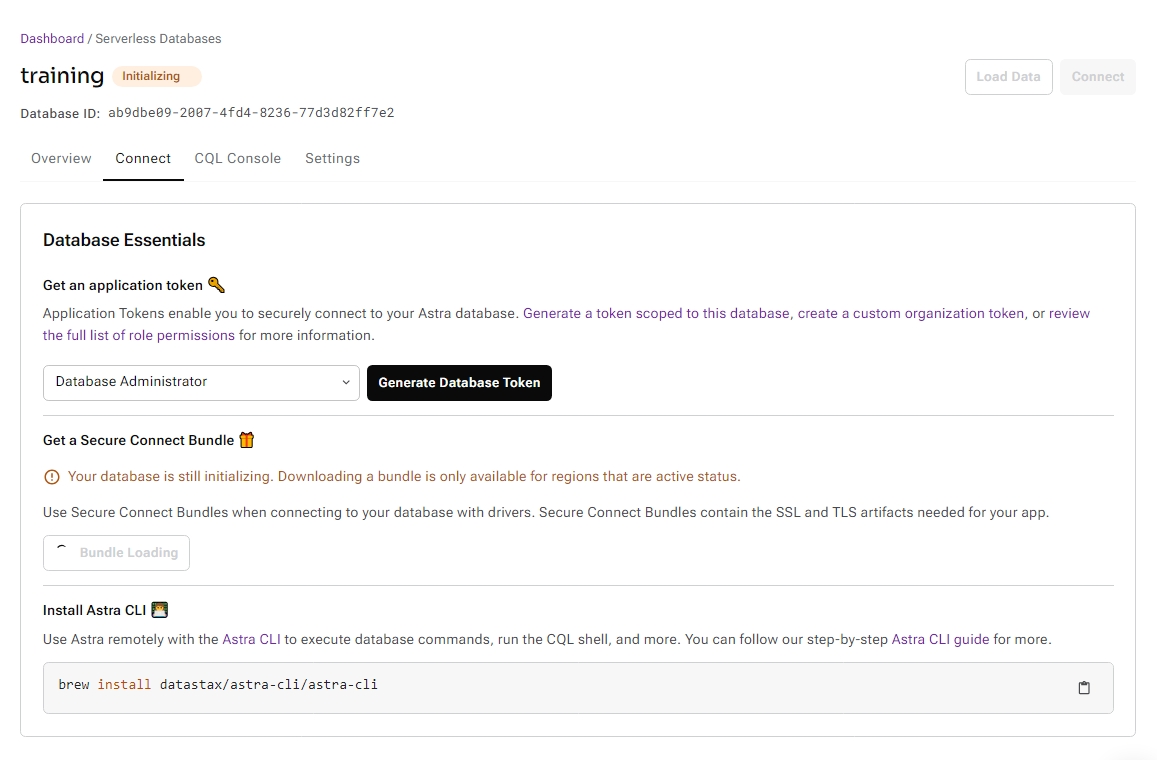 Dashboard / Serverless Databases
training Initializing
Load Data Connect
Database ID: ab9dbe09-2007-4fd4-8236-77d3d82ff7e2
Overview Connect CQL Console Settings
Database Essentials
Get an application token
Application Tokens enable you to securely connect to your Astra database. Generate a token scoped to this database, create a custom organization token, or review
the full list of role permissions for more information.
Database Administrator Generate Database Token
Get a Secure Connect Bundle
Your database is still initializing. Downloading a bundle is only available for regions that are active status.
Use Secure Connect Bundles when connecting to your database with drivers. Secure Connect Bundles contain the SSL and TLS artifacts needed for your app.
Bundle Loading
Install Astra CLI
Use Astra remotely with the Astra CLI to execute database commands, run the CQL shell, and more. You can follow our step-by-step Astra CLI guide for more.
brew install datastax/astra-cli/astra-cli